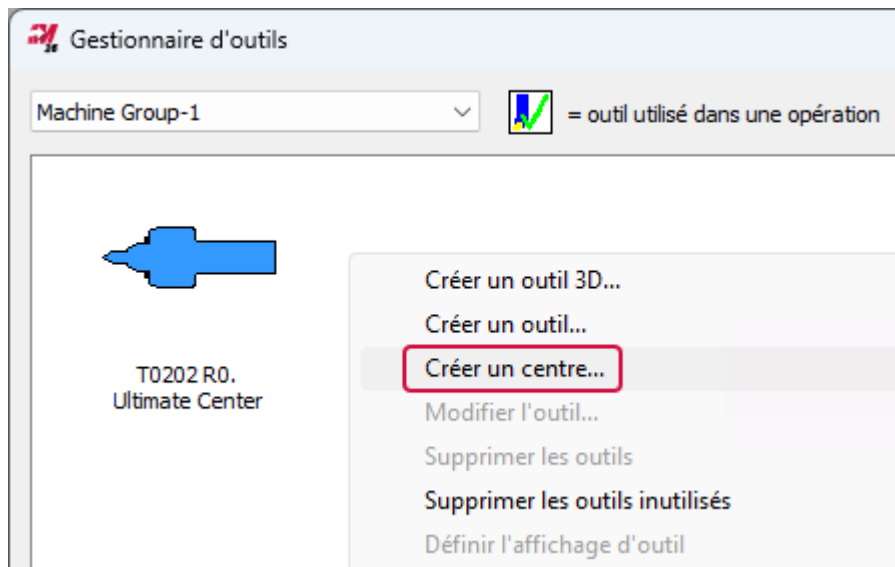 Gestionnaire d'outils
Machine Group-1
= outil utilisé dans une opération
T0202 R0.
Ultimate Center
Créer un outil 3D...
Créer un outil...
Créer un centre...
Modifier l'outil...
Supprimer les outils
Supprimer les outils inutilisés
Définir l'affichage d'outil